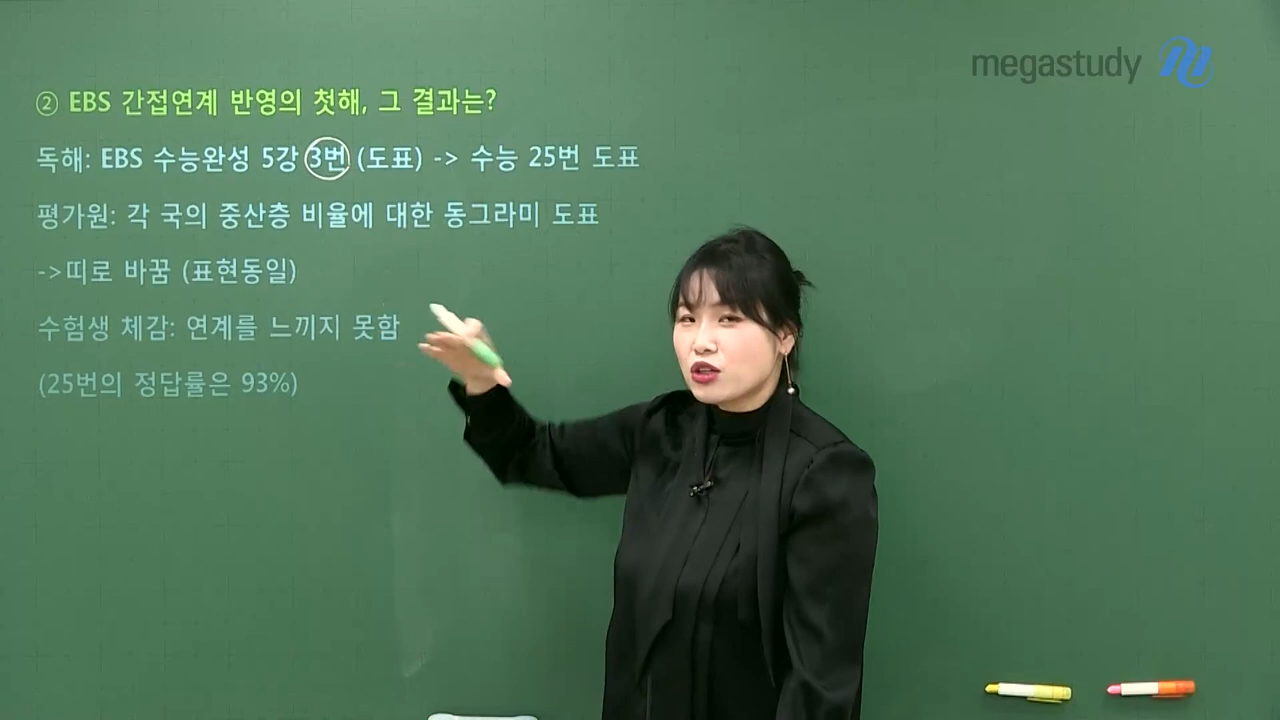 megastudy
② EBS 간접연계 반영의 첫해, 그 결과는?
독해: EBS 수능완성 5강 3번 (도표) -> 수능 25번 도표
평가원: 각 국의 중산층 비율에 대한 동그라미 도표
->띠로 바꿈 (표현동일)
수험생 체감: 연계를 느끼지 못함
(25번의 정답률은 93%)